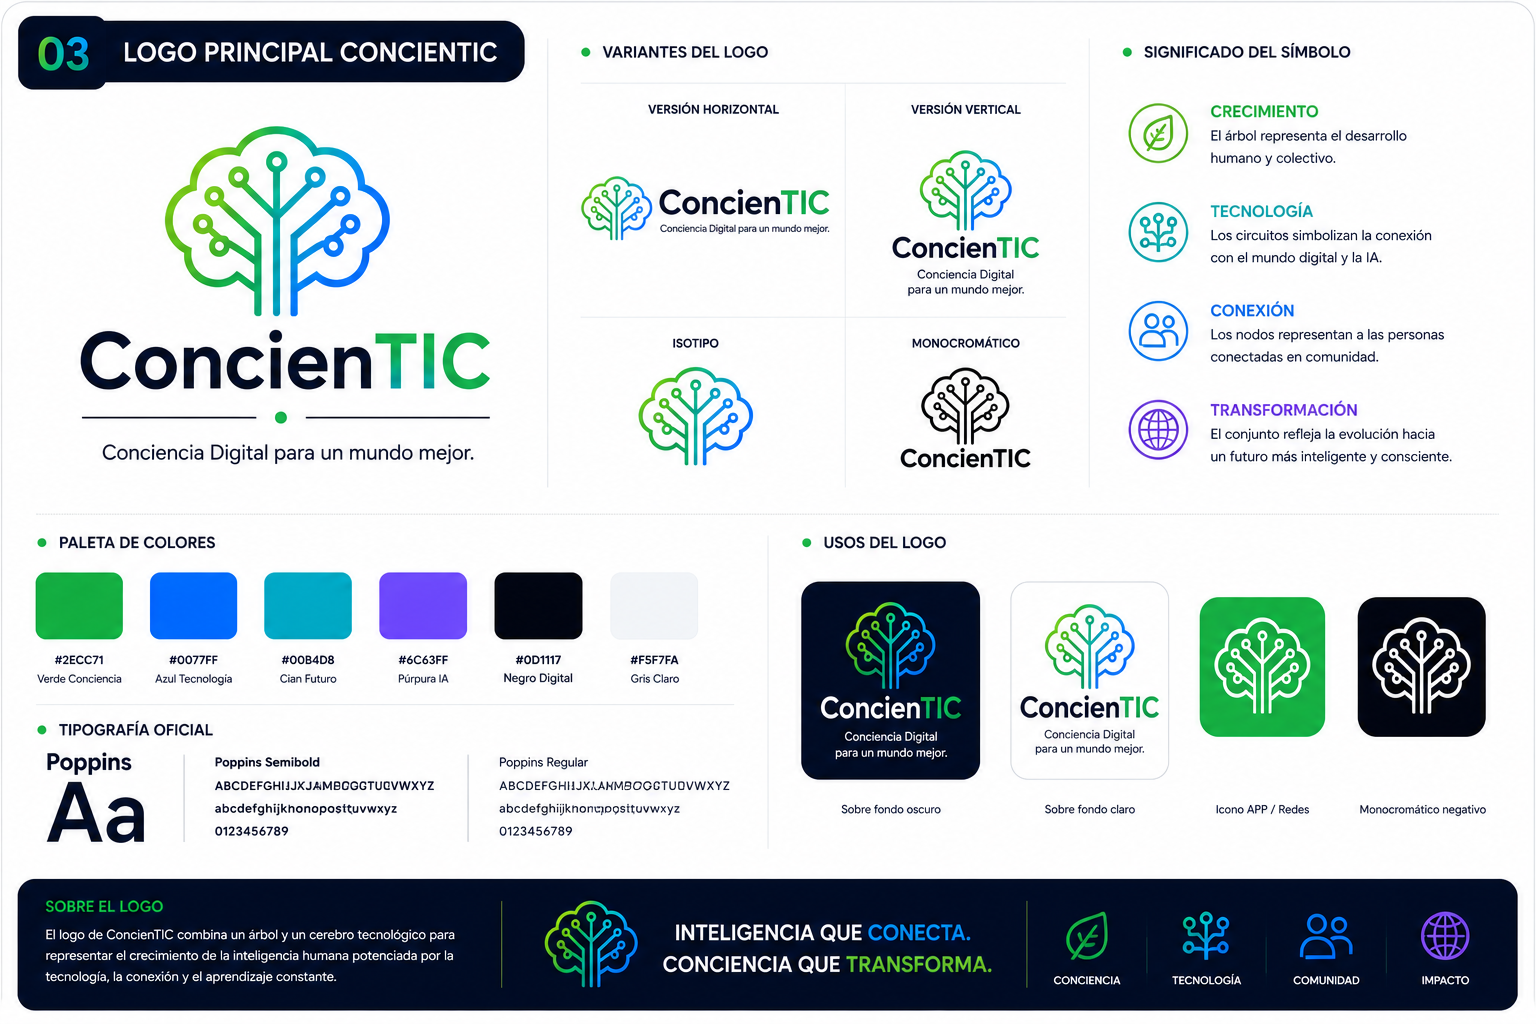 03
LOGO PRINCIPAL CONCIENTIC
ConcienTIC
Conciencia Digital para un mundo mejor.
VARIANTES DEL LOGO
VERSIÓN HORIZONTAL
ConcienTIC
Conciencia Digital para un mundo mejor.
VERSIÓN VERTICAL
ConcienTIC
Conciencia Digital
para un mundo mejor.
ISOTIPO
MONOCROMÁTICO
ConcienTIC
SIGNIFICADO DEL SÍMBOLO
CRECIMIENTO
El árbol representa el desarrollo
humano y colectivo.
TECNOLOGÍA
Los circuitos simbolizan la conexión
con el mundo digital y la IA.
CONEXIÓN
Los nodos representan a las personas
conectadas en comunidad.
TRANSFORMACIÓN
El conjunto refleja la evolución hacia
un futuro más inteligente y consciente.
PALETA DE COLORES
#2ECC71
Verde Conciencia
#0077FF
Azul Tecnología
#00B4D8
Cian Futuro
#6C63FF
Púrpura IA
#0D1117
Negro Digital
#F5F7FA
Gris Claro
TIPOGRAFÍA OFICIAL
Poppins
Aa
Poppins Semibold
abcdefghijkhonoposttuvwxyz
0123456789
Poppins Regular
0123456789
USOS DEL LOGO
ConcienTIC
Conciencia Digital
para un mundo mejor.
Sobre fondo oscuro
ConcienTIC
Conciencia Digital
para un mundo mejor.
Sobre fondo claro
Icono APP / Redes
Monocromático negativo
SOBRE EL LOGO
El logo de ConcienTIC combina un árbol y un cerebro tecnológico para
representar el crecimiento de la inteligencia humana potenciada por la
tecnología, la conexión y el aprendizaje constante.
INTELIGENCIA QUE CONECTA.
CONCIENCIA QUE TRANSFORMA.
CONCIENCIA
TECNOLOGÍA
COMUNIDAD
IMPACTO